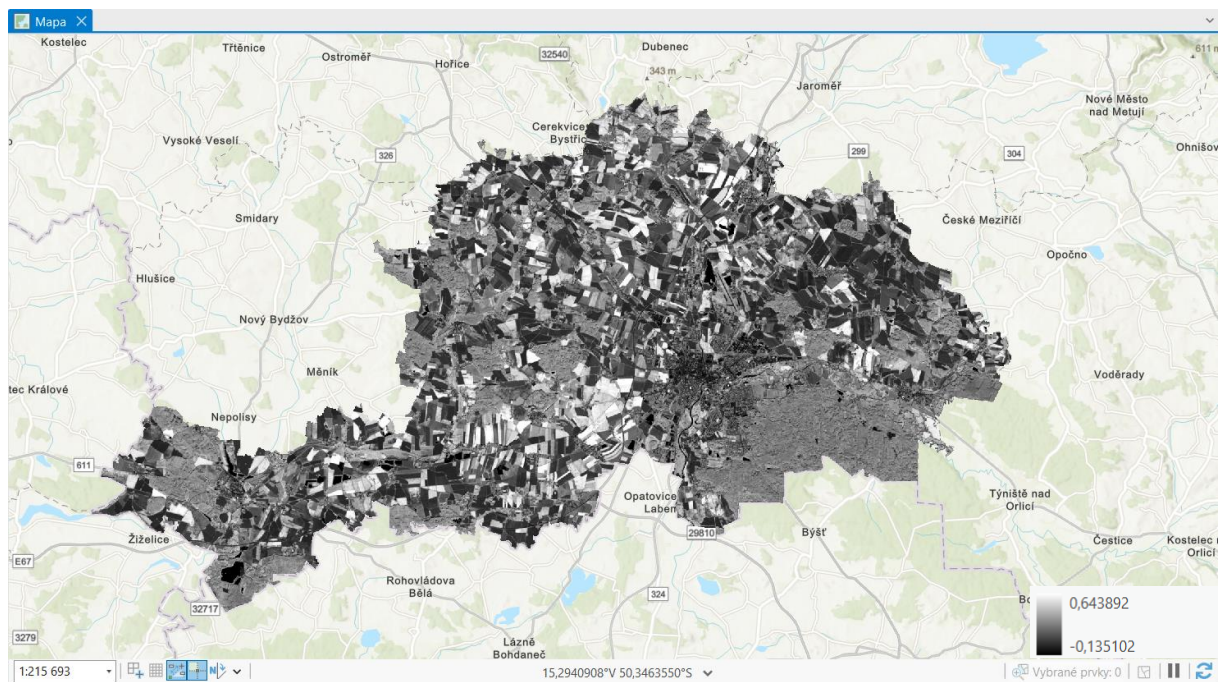 Mapa
Kostelec
Třtěnice
Ostroměř
Hořice
32540
Dubenec
343 m
Jaroměř
611 m
Nové Město
nad Metují
Vysoké Veselí
326
Cerekvice
Bystřic
299
304
Ohnišov
Smidary
České Meziříčí
Opočno
Hlušice
Nový Bydžov
Měník
tec Králové
Voděrady
Nepolisy
611
Opatovice
Labem
Týniště nad
Orlicí
29810
Býšť
Čestice
Kostelec n
Orlicí
Žiželice
E67
Rohovládova
Bělá
324
32717
3279
Lázně
Bohdaneč
0,643892
-0,135102
1:215 693
15,2940908°V 50,3463550°S
Vybrané prvky: 0